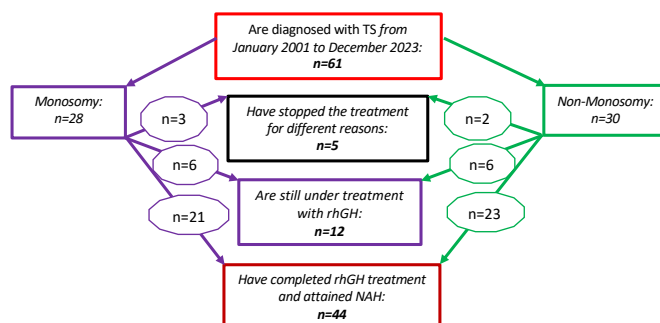 Are diagnosed with TS from
January 2001 to December 2023:
n=61
Monosomy:
n=28
Non-Monosomy:
n=30
Have stopped the treatment
for different reasons:
n=5
n=3
n=2
n=6
n=6
Are still under treatment
with rhGH:
n=12
n=21
n=23
Have completed rhGH treatment
and attained NAH:
n=44